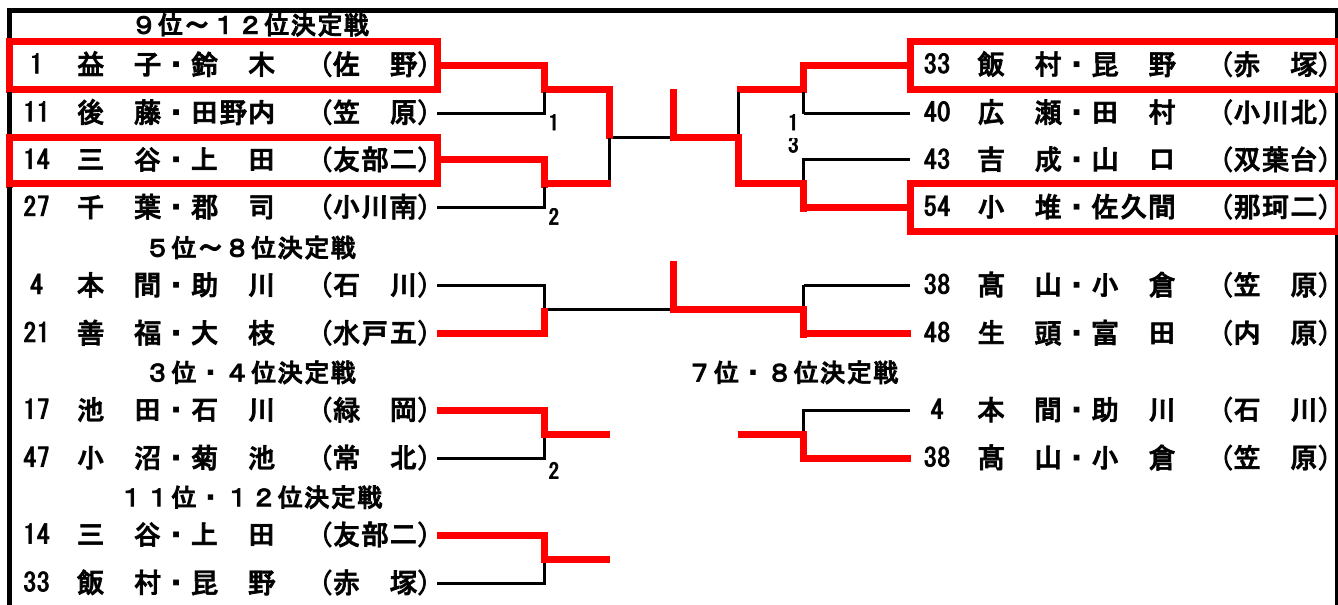 9位～12位決定戦
1 益 子・鈴 木 (佐 野) 33 飯 村・昆 野 (赤 塚)
11 後 藤・田野内 (笠 原) 1 1 40 広 瀬・田 村 (小川北)
14 三 谷・上 田 (友部二) 3 43 吉 成・山 口 (双葉台)
27 千 葉・郡 司 (小川南) 2 54 小 堆・佐久間 (那珂二)
5位～8位決定戦
4 本 間・助 川 (石 川) 38 髙 山・小 倉 (笠 原)
21 善 福・大 枝 (水戸五) 48 生 頭・富 田 (内 原)
3位・4位決定戦 7位・8位決定戦
17 池 田・石 川 (緑 岡) 4 本 間・助 川 (石 川)
47 小 沼・菊 池 (常 北) 2 38 髙 山・小 倉 (笠 原)
11位・12位決定戦
14 三 谷・上 田 (友部二)
33 飯 村・昆 野 (赤 塚)